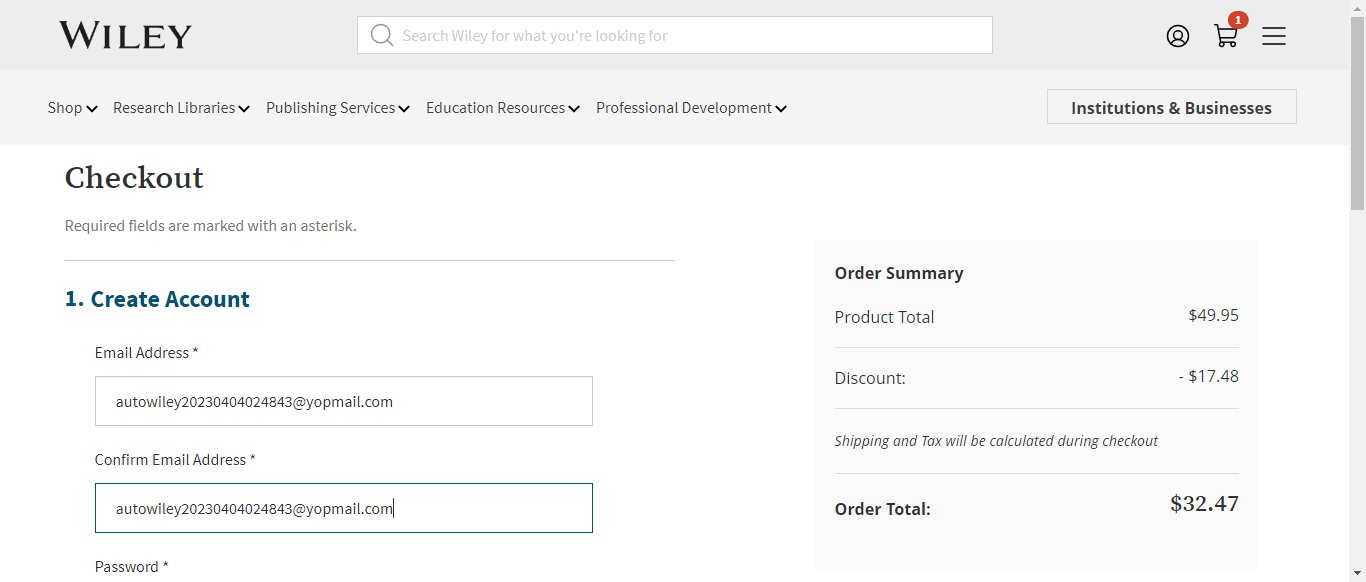 WILEY
Search Wiley for what you're looking for
1
Shop
Research Libraries
Publishing Services
Education Resources
Professional Development
Institutions & Businesses
Checkout
Required fields are marked with an asterisk.
1. Create Account
Email Address *
autowiley20230404024843@yopmail.com
Confirm Email Address *
autowiley20230404024843@yopmail.com
Password *
Order Summary
Product Total $49.95
Discount: - $17.48
Shipping and Tax will be calculated during checkout
Order Total: $32.47